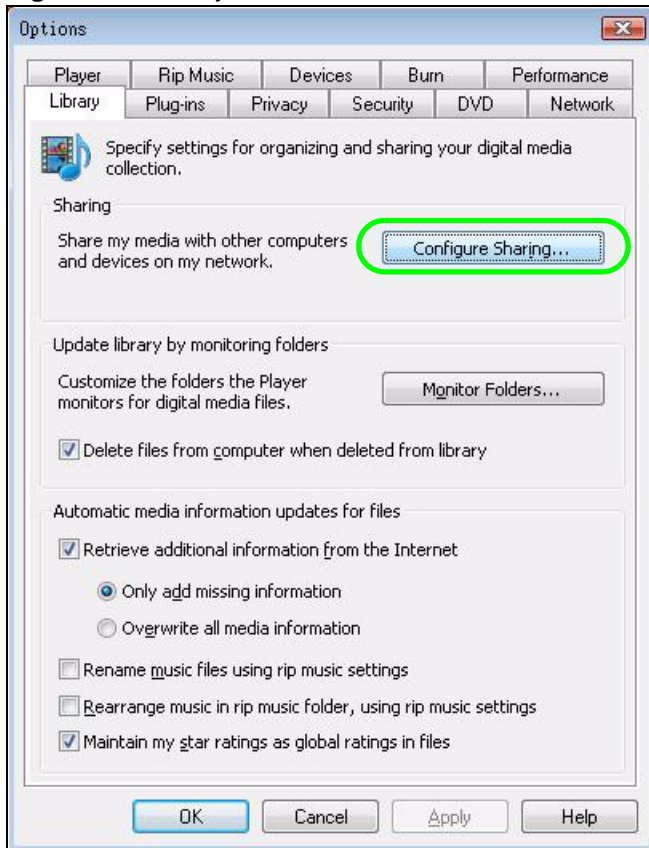 Options
Player Rip Music Devices Burn Performance
Library Plug-ins Privacy Security DVD Network
Specify settings for organizing and sharing your digital media
collection.
Sharing
Share my media with other computers
and devices on my network.
Configure Sharing...
Update library by monitoring folders
Customize the folders the Player
monitors for digital media files.
Monitor Folders...
Delete files from computer when deleted from library
Automatic media information updates for files
Retrieve additional information from the Internet
Only add missing information
Overwrite all media information
Rename music files using rip music settings
Rearrange music in rip music folder, using rip music settings
Maintain my star ratings as global ratings in files
OK Cancel Apply Help